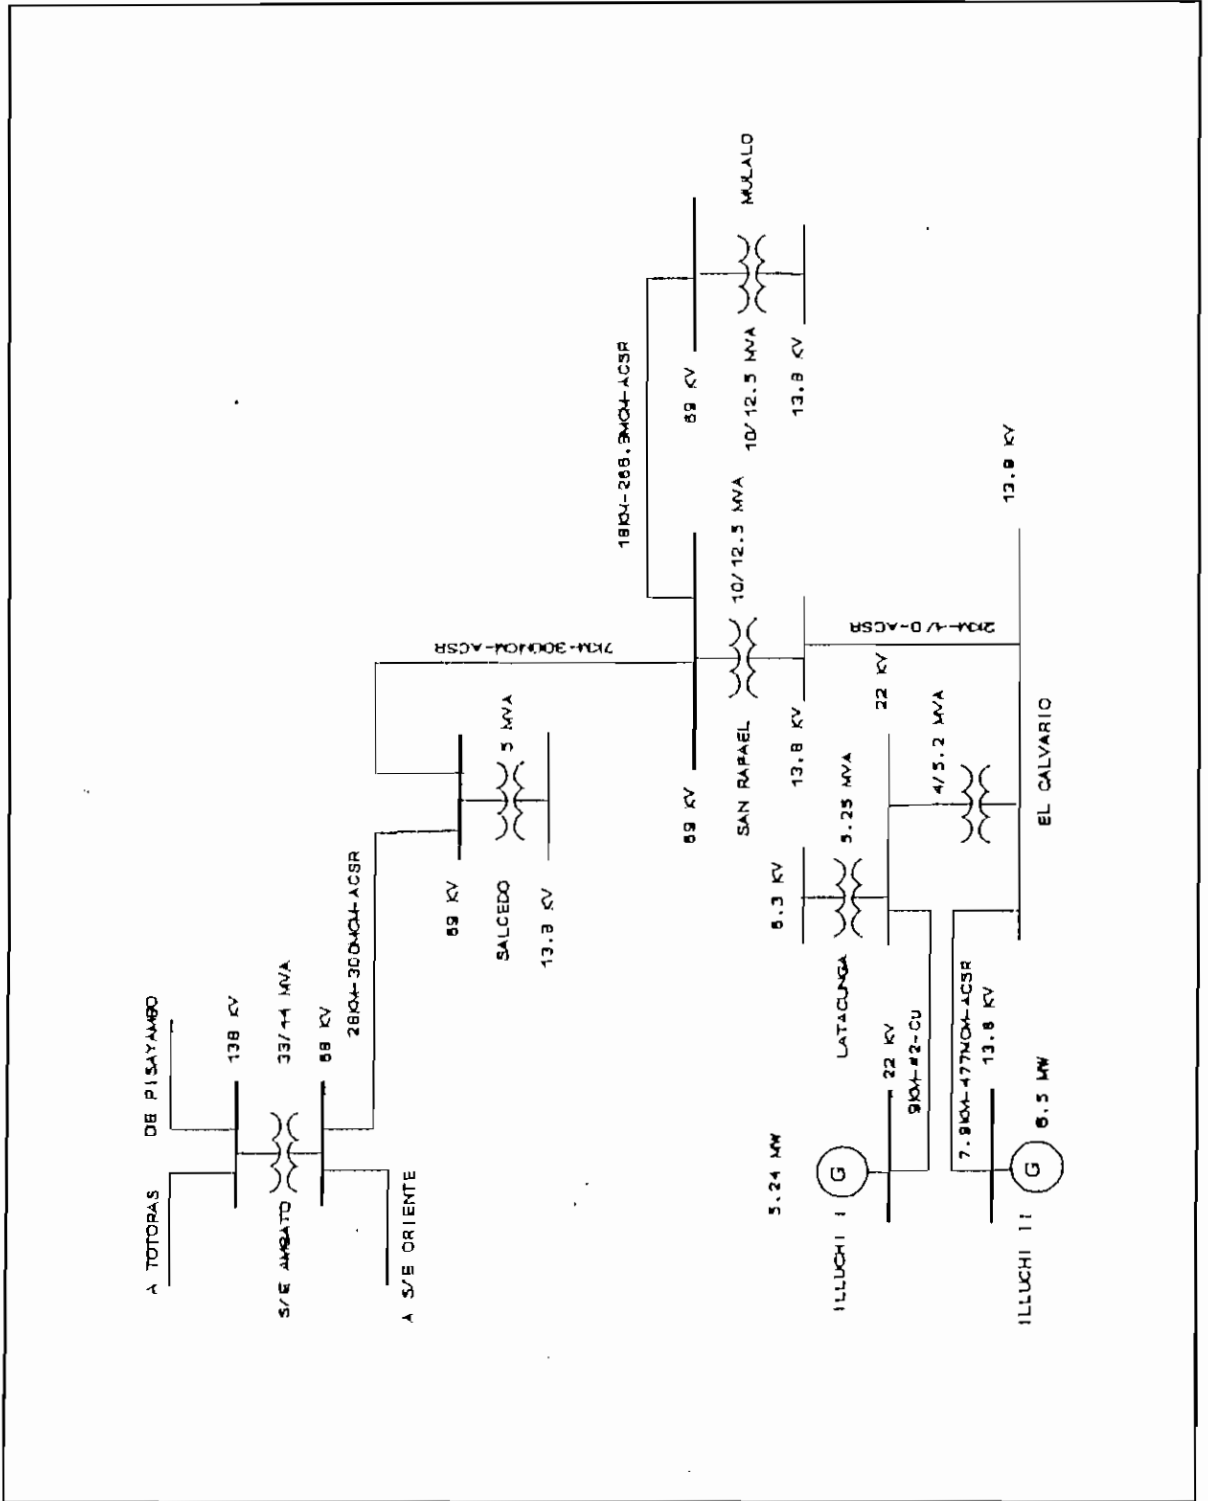 A TOTORAS
DE PISAYAMBO
138 KV
S/E AMBATO
33/44 MVA
69 KV
A S/E ORIENTE
28KM-300MCM-ACSR
69 KV
SALCEDO
5 MVA
13.8 KV
7KM-300MCM-ACSR
69 KV
SAN RAFAEL
10/12.5 MVA
13.8 KV
18KM-266.8MCM-ACSR
69 KV
MULALO
10/12.5 MVA
13.8 KV
2KM-4/0-ACSR
6.3 KV
LATACUNGA
5.25 MVA
22 KV
4/5.2 MVA
EL CALVARIO
13.8 KV
5.24 MW
ILLUCHI I
G
22 KV
9KM-#2-Cu
7.9KM-477MCM-ACSR
13.8 KV
ILLUCHI II
G
6.5 MW